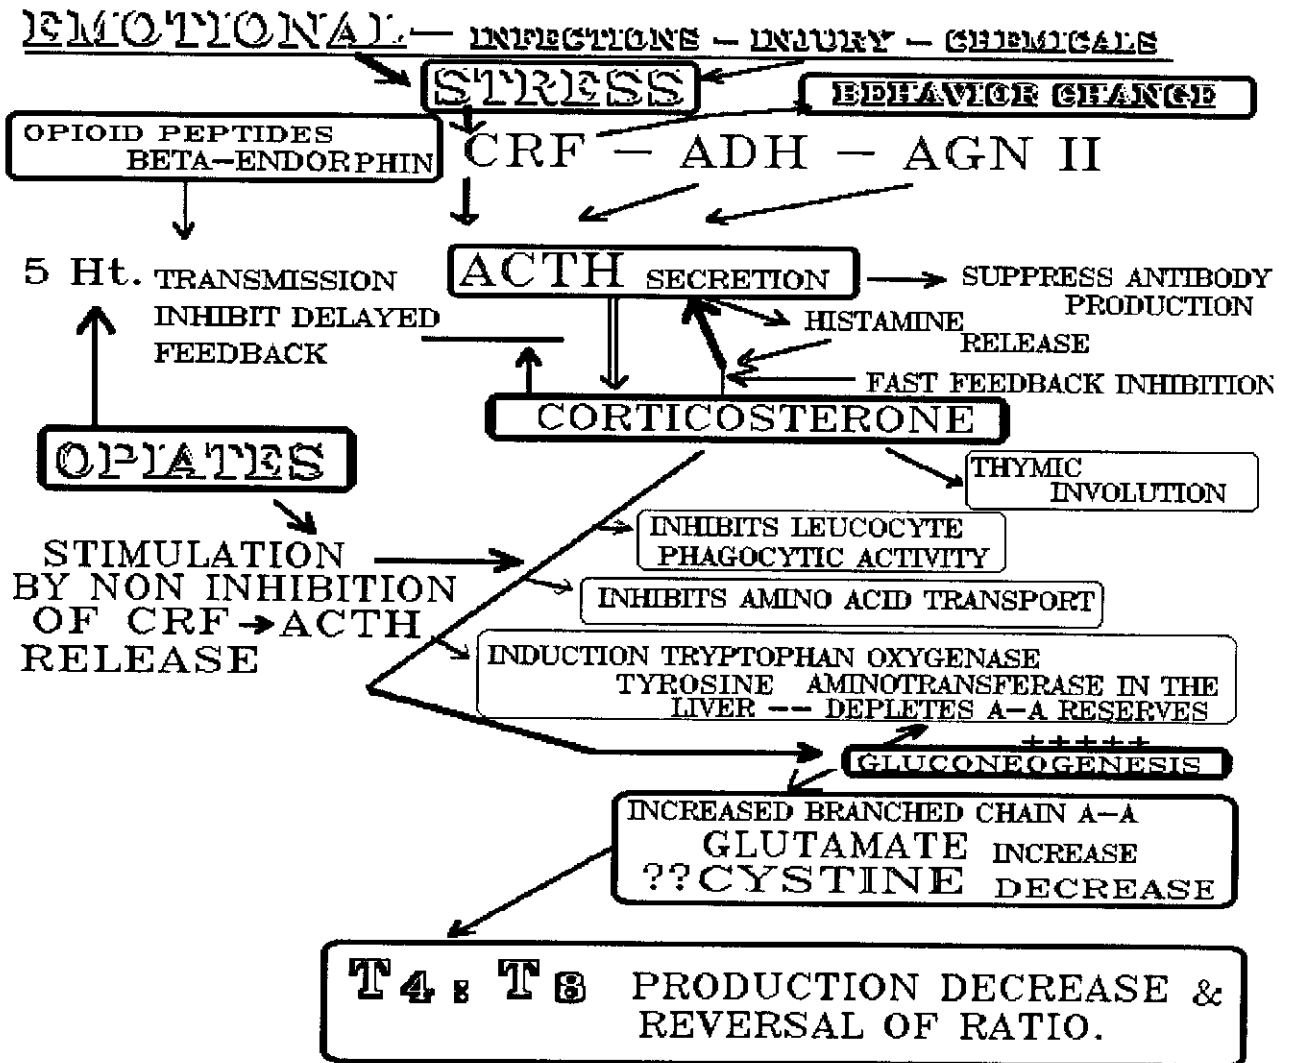 EMOTIONAL— INFECTIONS – INJURY – CHEMICALS
STRESS
BEHAVIOR CHANGE
OPIOID PEPTIDES
BETA–ENDORPHIN
CRF – ADH – AGN II
5 Ht. TRANSMISSION
INHIBIT DELAYED
FEEDBACK
ACTH SECRETION
SUPPRESS ANTIBODY
PRODUCTION
HISTAMINE
RELEASE
FAST FEEDBACK INHIBITION
CORTICOSTERONE
OPIATES
THYMIC
INVOLUTION
INHIBITS LEUCOCYTE
PHAGOCYTIC ACTIVITY
STIMULATION
BY NON INHIBITION
OF CRF→ACTH
RELEASE
INHIBITS AMINO ACID TRANSPORT
INDUCTION TRYPTOPHAN OXYGENASE
TYROSINE AMINOTRANSFERASE IN THE
LIVER –– DEPLETES A–A RESERVES
+++++
GLUCONEOGENESIS
INCREASED BRANCHED CHAIN A–A
GLUTAMATE INCREASE
??CYSTINE DECREASE
T4: T8 PRODUCTION DECREASE &
REVERSAL OF RATIO.